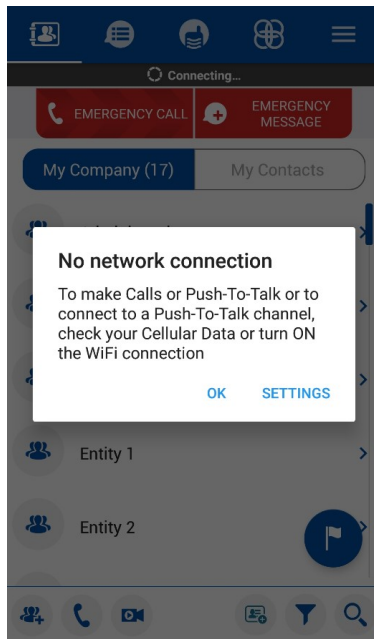 Connecting...
EMERGENCY CALL
EMERGENCY
MESSAGE
My Company (17)
My Contacts
No network connection
To make Calls or Push-To-Talk or to
connect to a Push-To-Talk channel,
check your Cellular Data or turn ON
the WiFi connection
OK SETTINGS
Entity 1
Entity 2